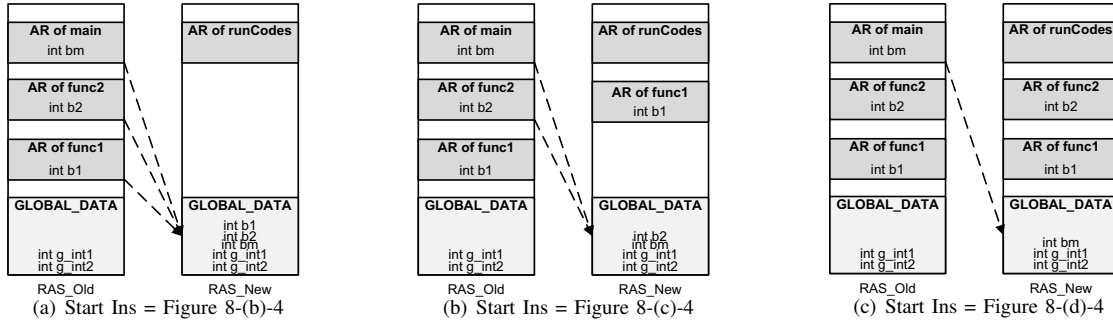 AR of main
int bm
AR of func2
int b2
AR of func1
int b1
GLOBAL_DATA
int g_int1
int g_int2
RAS_Old
AR of runCodes
GLOBAL_DATA
int b1
int b2
int bm
int g_int1
int g_int2
RAS_New
(a) Start Ins = Figure 8-(b)-4
AR of main
int bm
AR of func2
int b2
AR of func1
int b1
GLOBAL_DATA
int g_int1
int g_int2
RAS_Old
AR of runCodes
AR of func1
int b1
GLOBAL_DATA
int b2
int bm
int g_int1
int g_int2
RAS_New
(b) Start Ins = Figure 8-(c)-4
AR of main
int bm
AR of func2
int b2
AR of func1
int b1
GLOBAL_DATA
int g_int1
int g_int2
RAS_Old
AR of runCodes
AR of func2
int b2
AR of func1
int b1
GLOBAL_DATA
int bm
int g_int1
int g_int2
RAS_New
(c) Start Ins = Figure 8-(d)-4